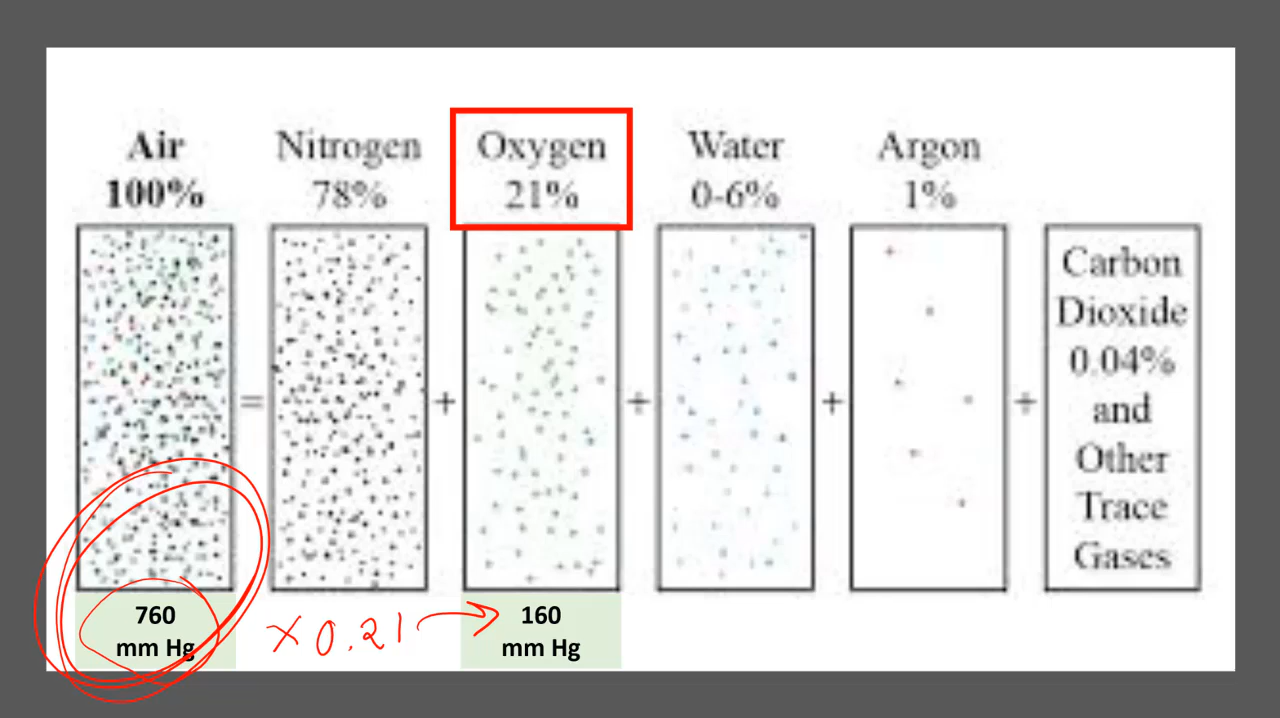 Air
100%
Nitrogen
78%
Oxygen
21%
Water
0-6%
Argon
1%
=
+
+
+
+
Carbon
Dioxide
0.04%
and
Other
Trace
Gases
760
mm Hg
x 0.21
160
mm Hg